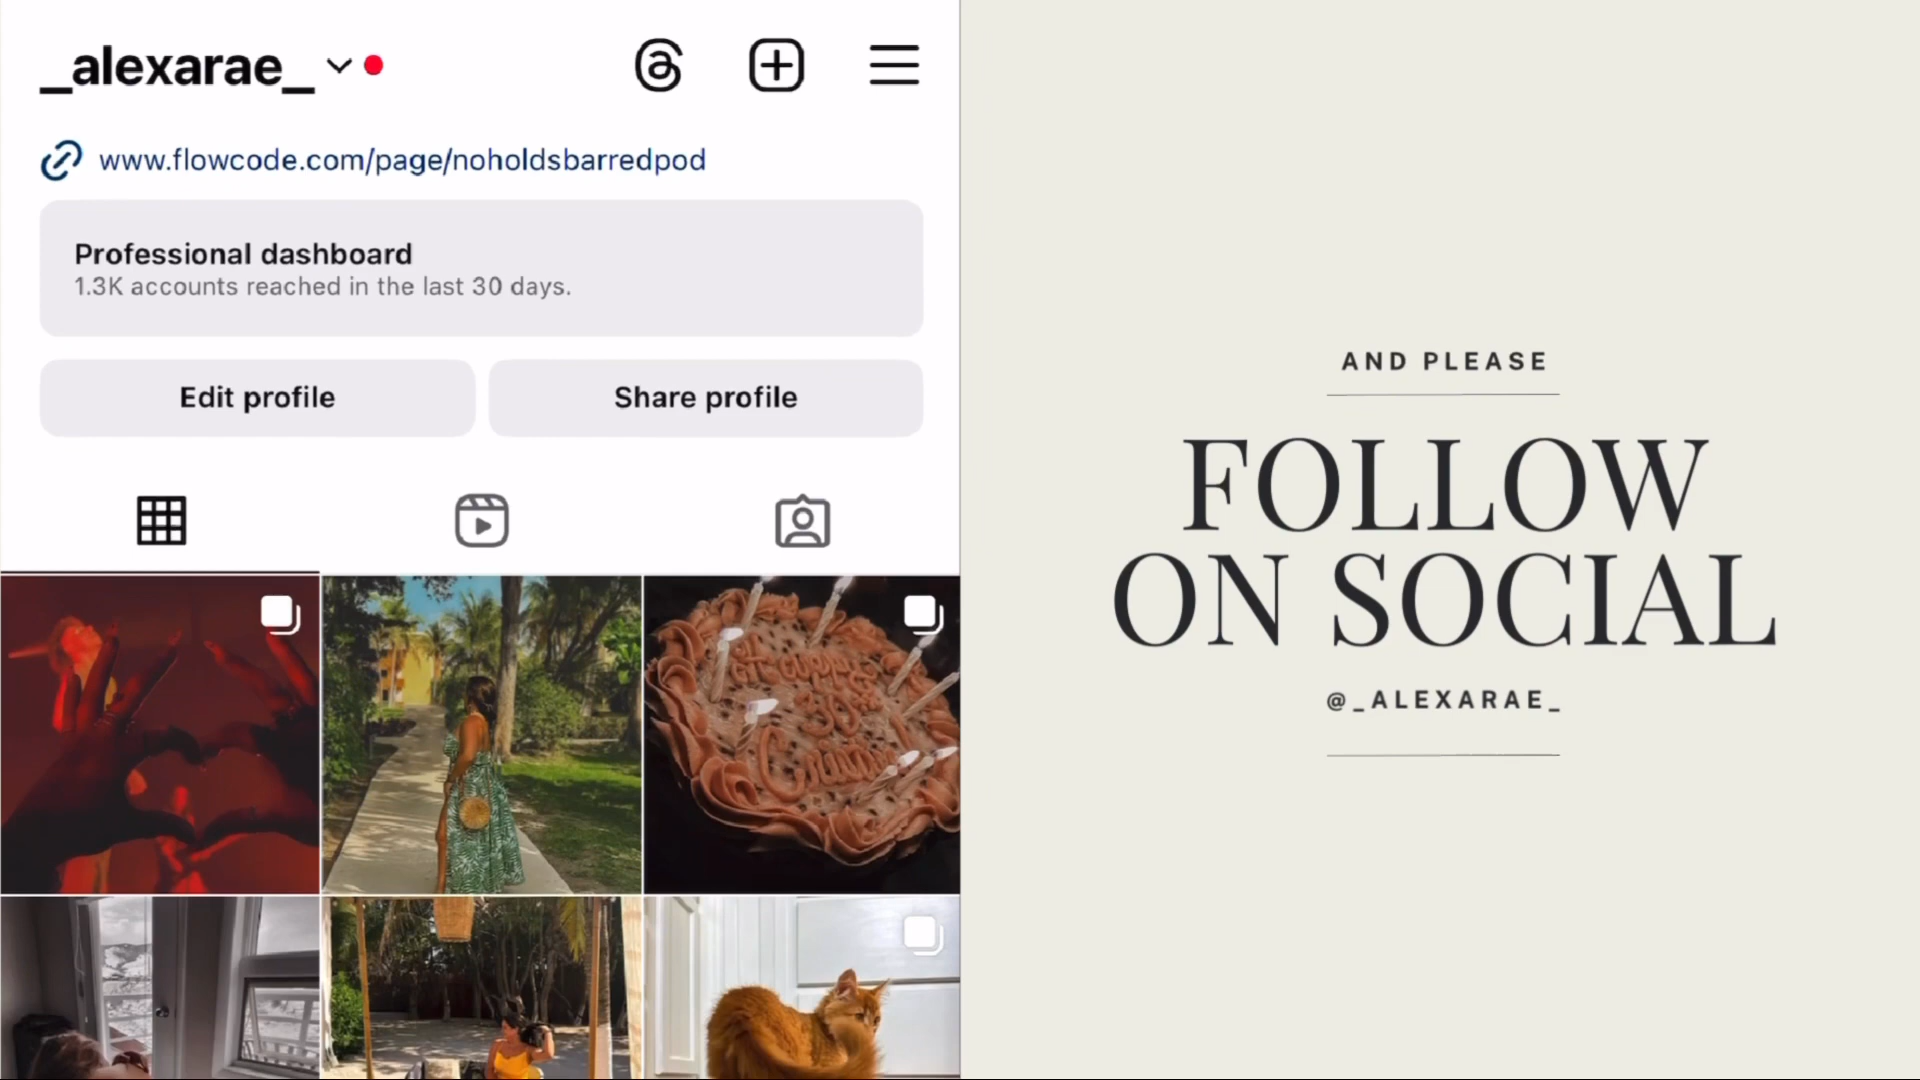 _alexarae_
www.flowcode.com/page/noholdsbarredpod
Professional dashboard
1.3K accounts reached in the last 30 days.
Edit profile
Share profile
AND PLEASE
FOLLOW
ON SOCIAL
@_ALEXARAE_